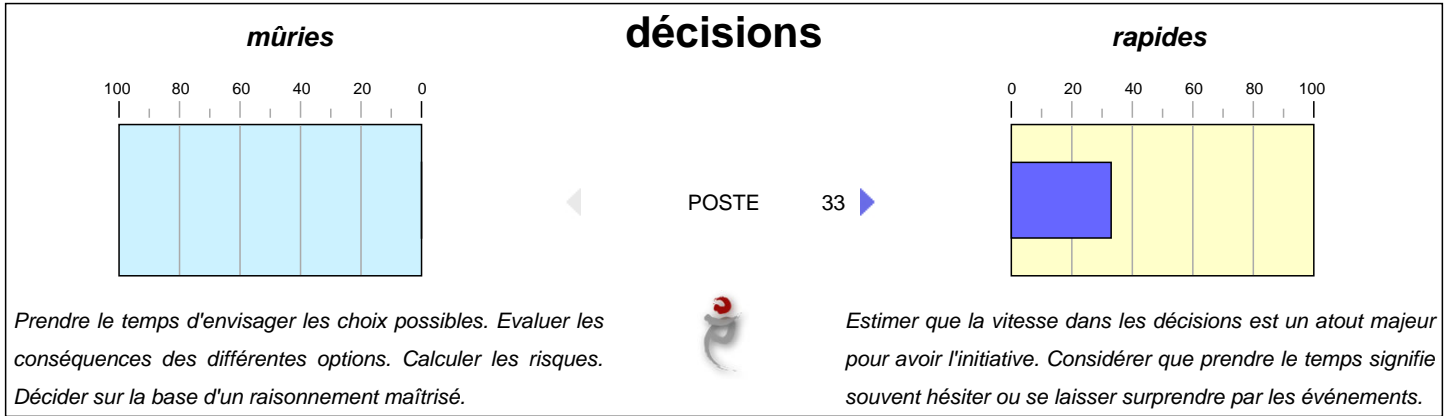 mûries décisions rapides
100 80 60 40 20 0 0 20 40 60 80 100
POSTE 33
Prendre le temps d'envisager les choix possibles. Evaluer les
conséquences des différentes options. Calculer les risques.
Décider sur la base d'un raisonnement maîtrisé.
Estimer que la vitesse dans les décisions est un atout majeur
pour avoir l'initiative. Considérer que prendre le temps signifie
souvent hésiter ou se laisser surprendre par les événements.